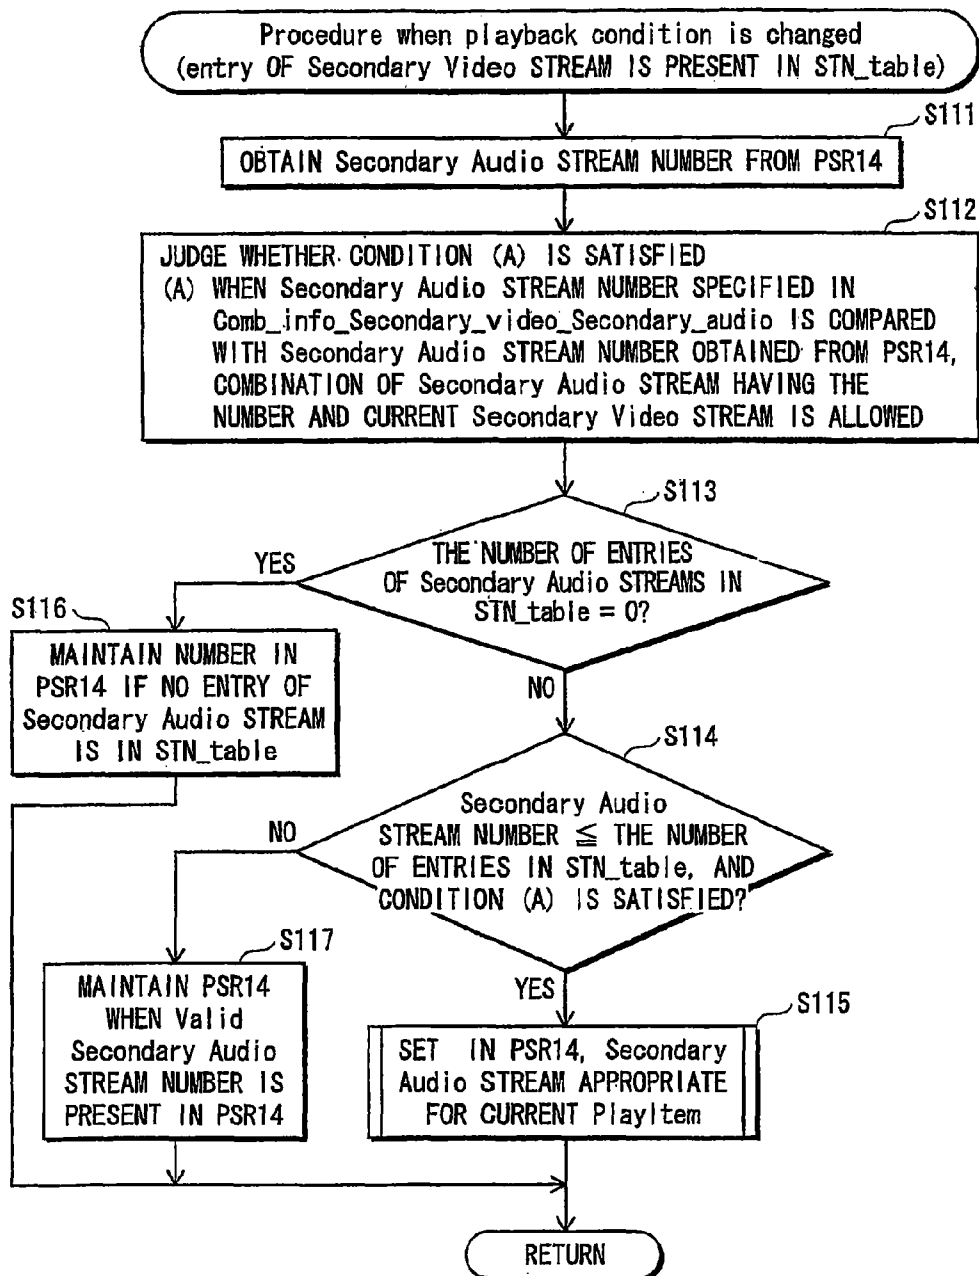 Procedure when playback condition is changed
(entry OF Secondary Video STREAM IS PRESENT IN STN_table)
S111
OBTAIN Secondary Audio STREAM NUMBER FROM PSR14
S112
JUDGE WHETHER CONDITION (A) IS SATISFIED
(A) WHEN Secondary Audio STREAM NUMBER SPECIFIED IN
Comb_info_Secondary_video_Secondary_audio IS COMPARED
WITH Secondary Audio STREAM NUMBER OBTAINED FROM PSR14,
COMBINATION OF Secondary Audio STREAM HAVING THE
NUMBER AND CURRENT Secondary Video STREAM IS ALLOWED
S113
THE NUMBER OF ENTRIES
OF Secondary Audio STREAMS IN
STN_table = 0?
YES
NO
S116
MAINTAIN NUMBER IN
PSR14 IF NO ENTRY OF
Secondary Audio STREAM
IS IN STN_table
S114
Secondary Audio
STREAM NUMBER ≦ THE NUMBER
OF ENTRIES IN STN_table, AND
CONDITION (A) IS SATISFIED?
NO
YES
S117
MAINTAIN PSR14
WHEN Valid
Secondary Audio
STREAM NUMBER IS
PRESENT IN PSR14
S115
SET IN PSR14, Secondary
Audio STREAM APPROPRIATE
FOR CURRENT PlayItem
RETURN